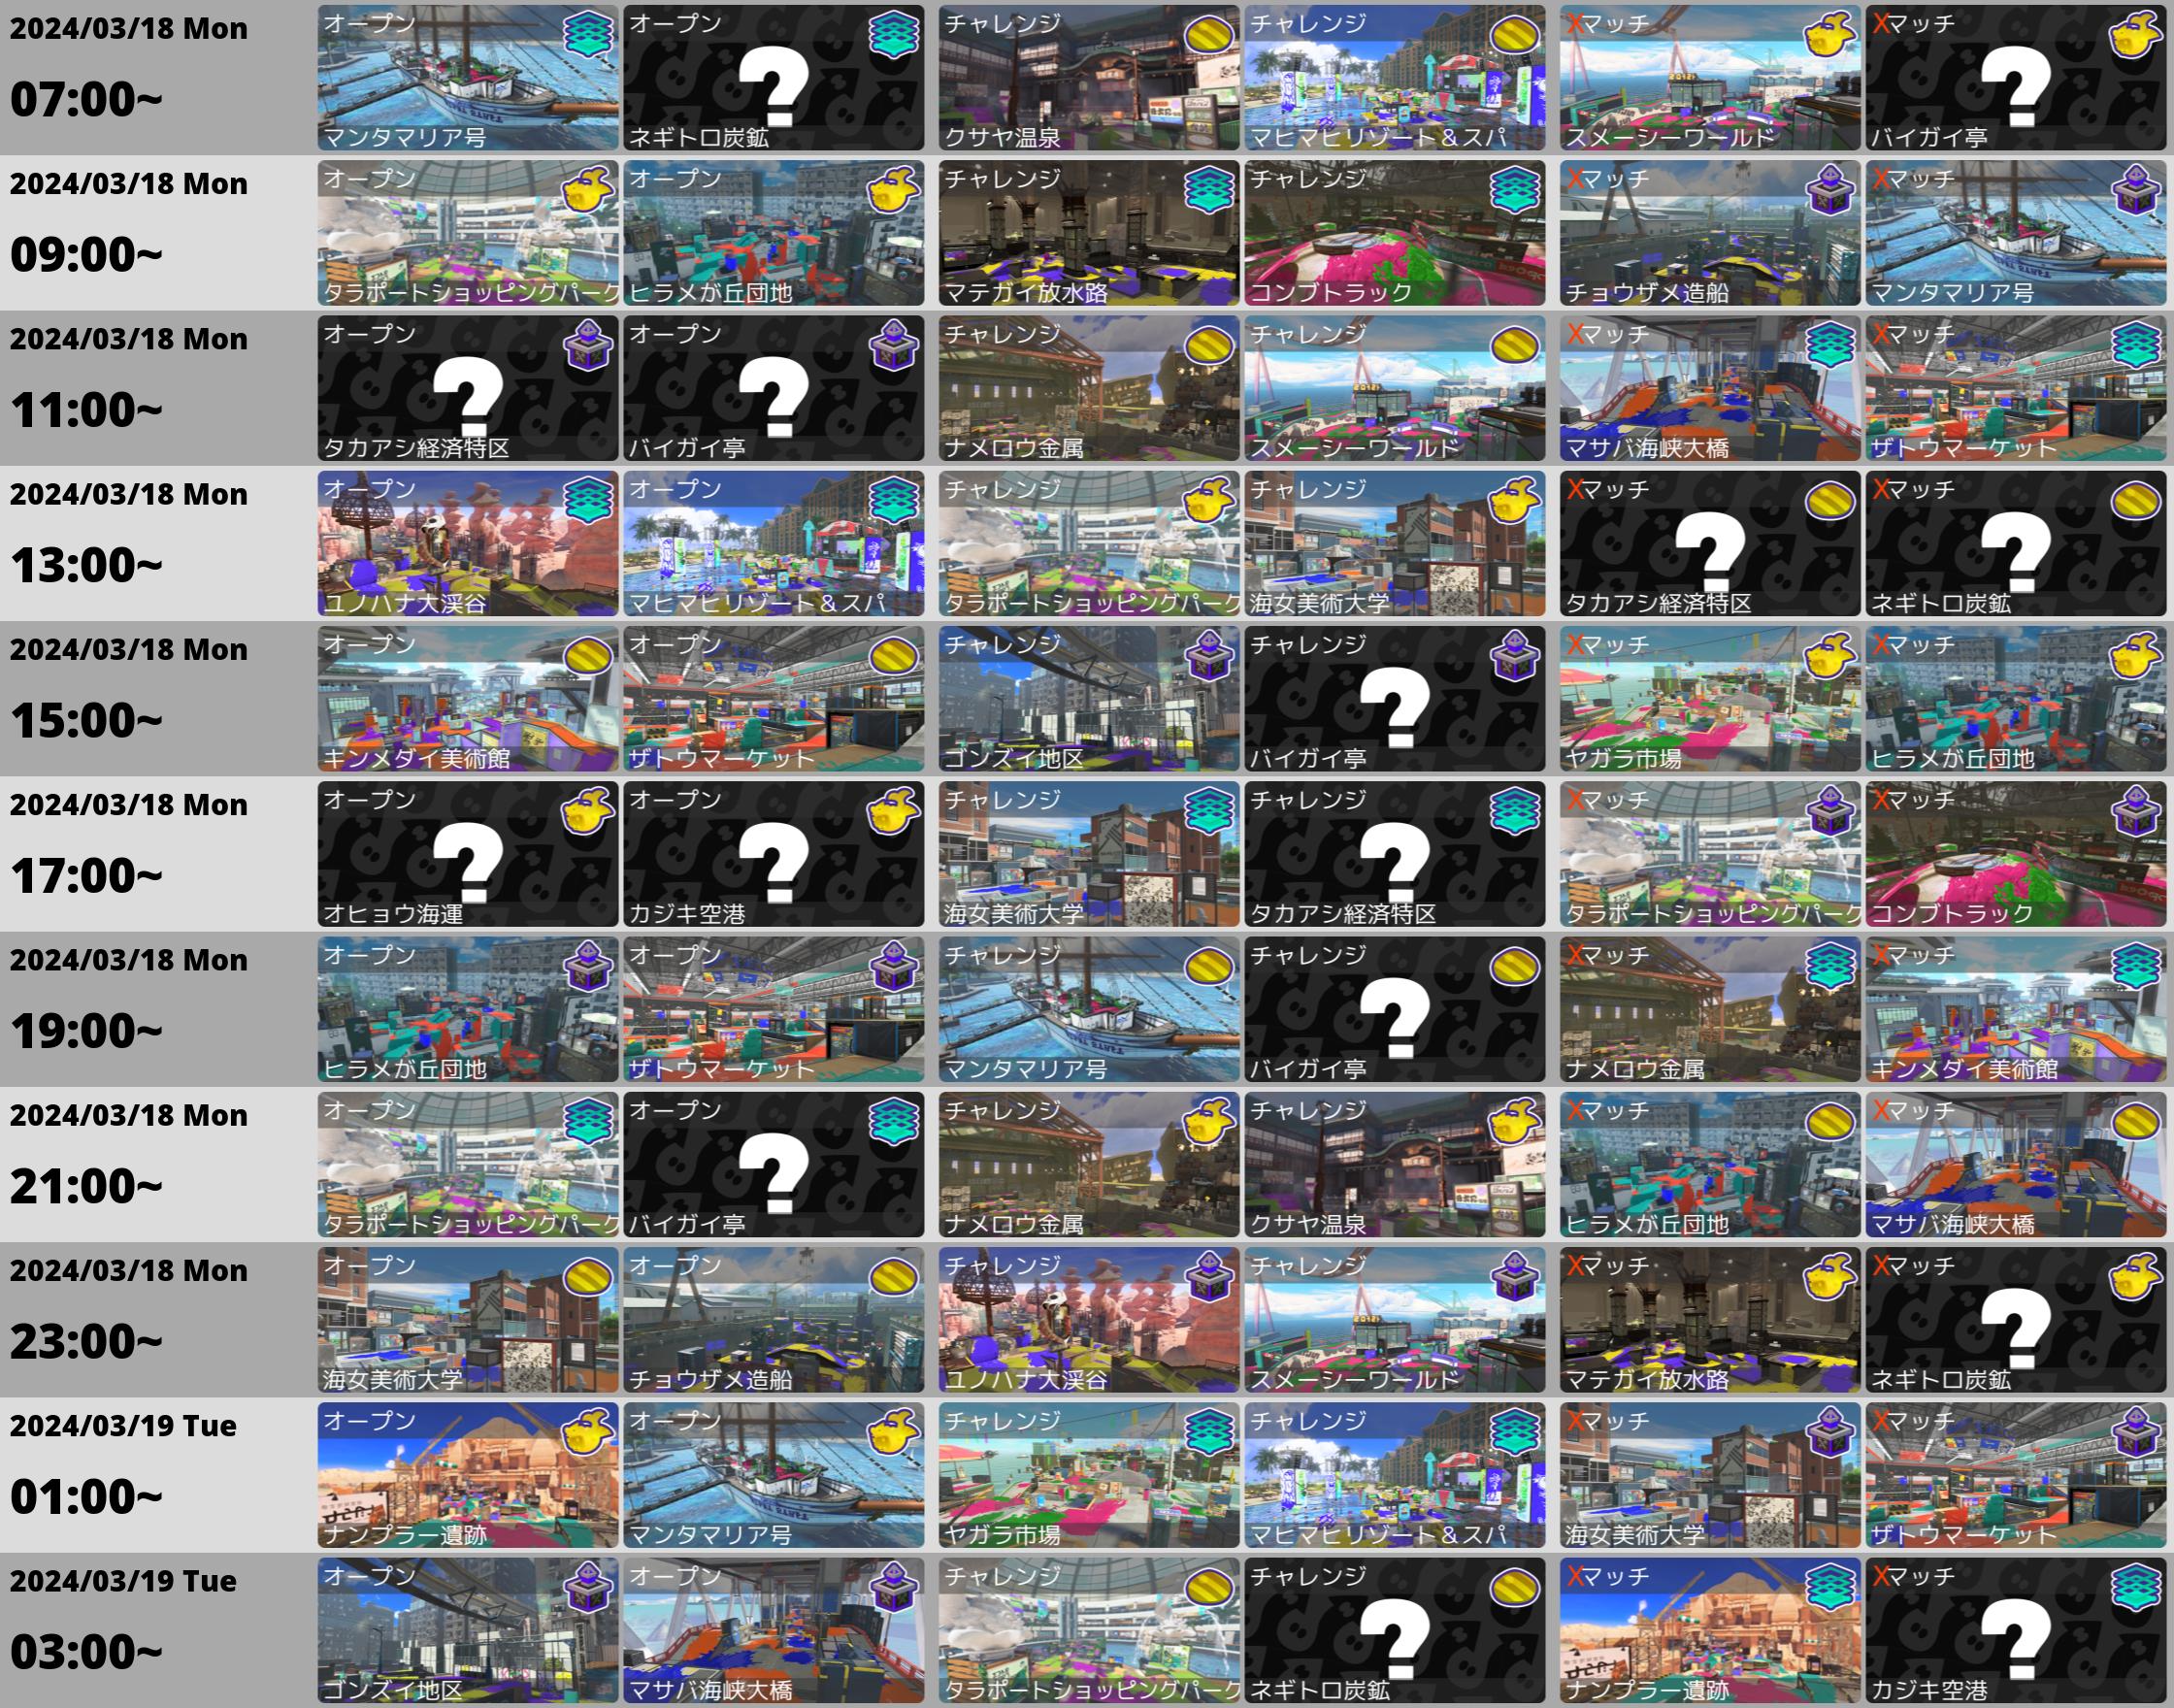 2024/03/18 Mon
07:00~
オープン
マンタマリア号
オープン
ネギトロ炭鉱
チャレンジ
クサヤ温泉
チャレンジ
マヒマヒリゾート＆スパ
Xマッチ
スメーシーワールド
Xマッチ
バイガイ亭
2024/03/18 Mon
09:00~
オープン
タラポートショッピングパーク
オープン
ヒラメが丘団地
チャレンジ
マテガイ放水路
チャレンジ
コンブトラック
Xマッチ
チョウザメ造船
Xマッチ
マンタマリア号
2024/03/18 Mon
11:00~
オープン
タカアシ経済特区
オープン
バイガイ亭
チャレンジ
ナメロウ金属
チャレンジ
スメーシーワールド
Xマッチ
マサバ海峡大橋
Xマッチ
ザトウマーケット
2024/03/18 Mon
13:00~
オープン
ユノハナ大渓谷
オープン
マヒマヒリゾート＆スパ
チャレンジ
タラポートショッピングパーク
チャレンジ
海女美術大学
Xマッチ
タカアシ経済特区
Xマッチ
ネギトロ炭鉱
2024/03/18 Mon
15:00~
オープン
キンメダイ美術館
オープン
ザトウマーケット
チャレンジ
ゴンズイ地区
チャレンジ
バイガイ亭
Xマッチ
ヤガラ市場
Xマッチ
ヒラメが丘団地
2024/03/18 Mon
17:00~
オープン
オヒョウ海運
オープン
カジキ空港
チャレンジ
海女美術大学
チャレンジ
タカアシ経済特区
Xマッチ
タラポートショッピングパーク
Xマッチ
コンブトラック
2024/03/18 Mon
19:00~
オープン
ヒラメが丘団地
オープン
ザトウマーケット
チャレンジ
マンタマリア号
チャレンジ
バイガイ亭
Xマッチ
ナメロウ金属
Xマッチ
キンメダイ美術館
2024/03/18 Mon
21:00~
オープン
タラポートショッピングパーク
オープン
バイガイ亭
チャレンジ
ナメロウ金属
チャレンジ
クサヤ温泉
Xマッチ
ヒラメが丘団地
Xマッチ
マサバ海峡大橋
2024/03/18 Mon
23:00~
オープン
海女美術大学
オープン
チョウザメ造船
チャレンジ
ユノハナ大渓谷
チャレンジ
スメーシーワールド
Xマッチ
マテガイ放水路
Xマッチ
ネギトロ炭鉱
2024/03/19 Tue
01:00~
オープン
ナンプラー遺跡
オープン
マンタマリア号
チャレンジ
ヤガラ市場
チャレンジ
マヒマヒリゾート＆スパ
Xマッチ
海女美術大学
Xマッチ
ザトウマーケット
2024/03/19 Tue
03:00~
オープン
ゴンズイ地区
オープン
マサバ海峡大橋
チャレンジ
タラポートショッピングパーク
チャレンジ
ネギトロ炭鉱
Xマッチ
ナンプラー遺跡
Xマッチ
カジキ空港